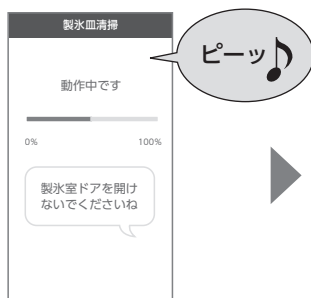 製氷皿清掃
ピーッ
動作中です
0% 100%
製氷室ドアを開け
ないでくださいね